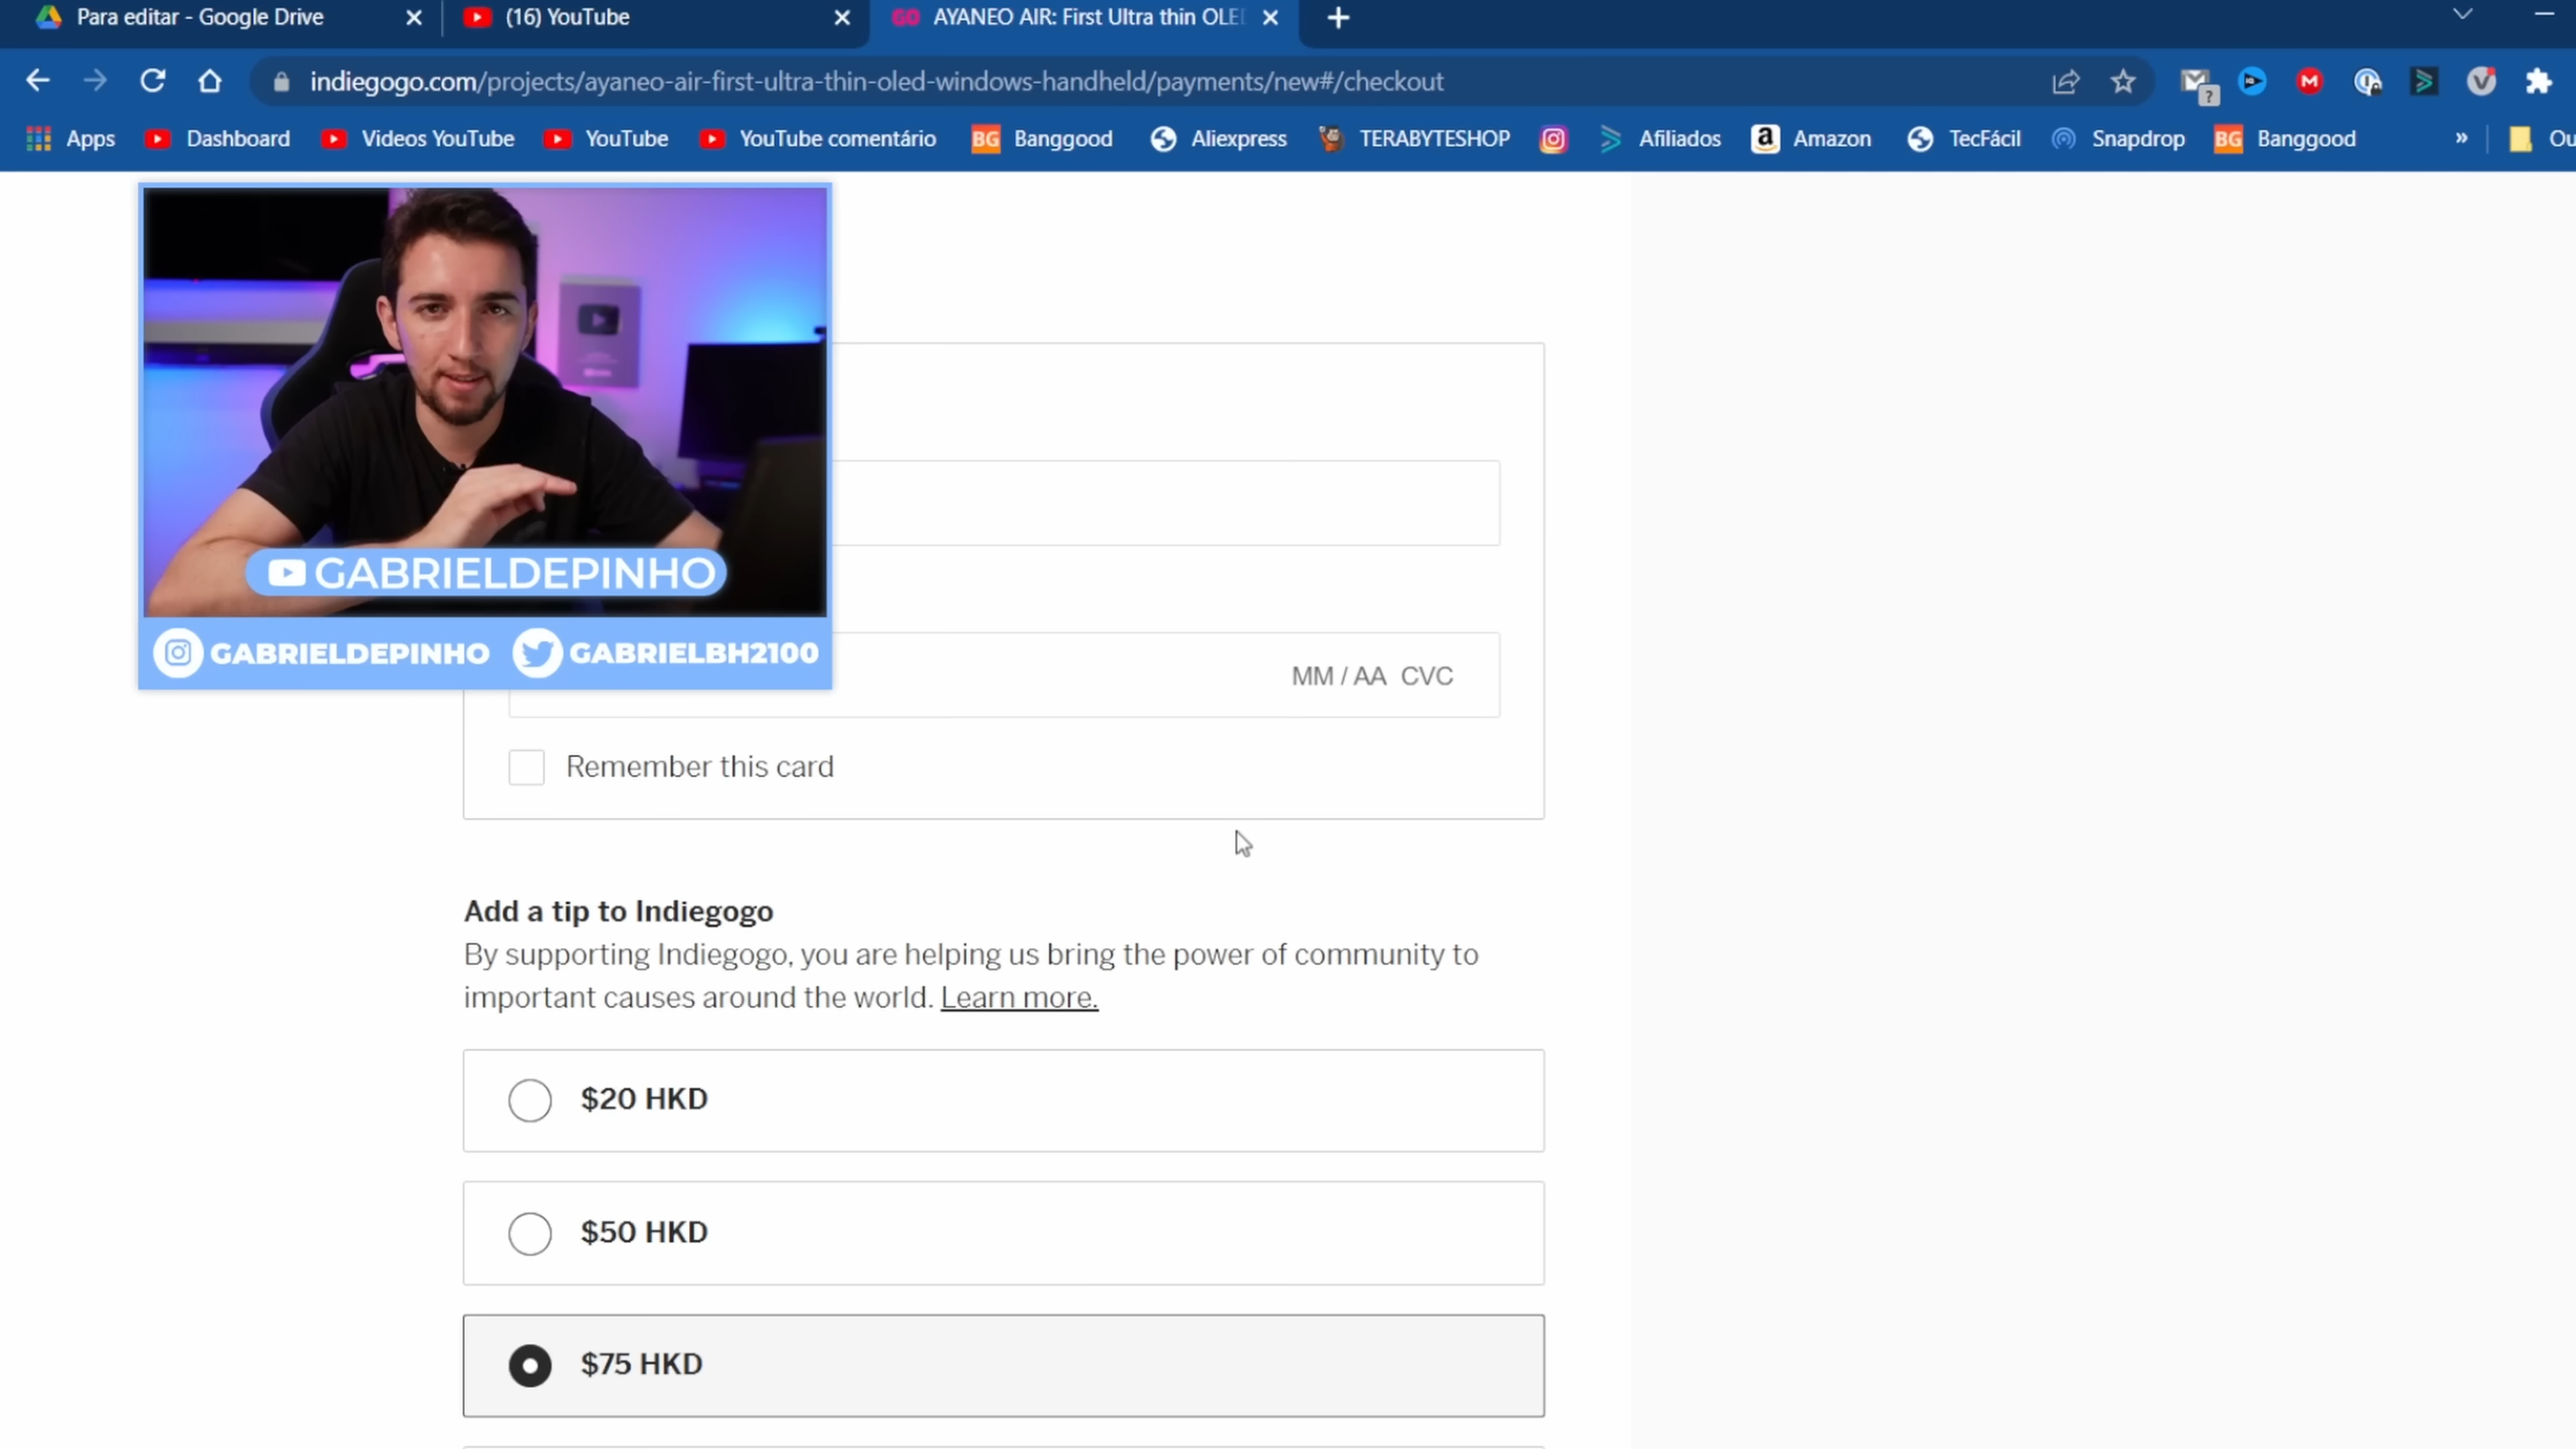 Para editar - Google Drive
(16) YouTube
AYANEO AIR: First Ultra thin OLE
indiegogo.com/projects/ayaneo-air-first-ultra-thin-oled-windows-handheld/payments/new#/checkout
Apps
Dashboard
Videos YouTube
YouTube
YouTube comentário
BG
Banggood
Aliexpress
TERABYTESHOP
Afiliados
Amazon
TecFácil
Snapdrop
BG
Banggood
»
Ou
GABRIELDEPINHO
GABRIELDEPINHO
GABRIELBH2100
MM / AA CVC
Remember this card
Add a tip to Indiegogo
By supporting Indiegogo, you are helping us bring the power of community to
important causes around the world. Learn more.
$20 HKD
$50 HKD
$75 HKD